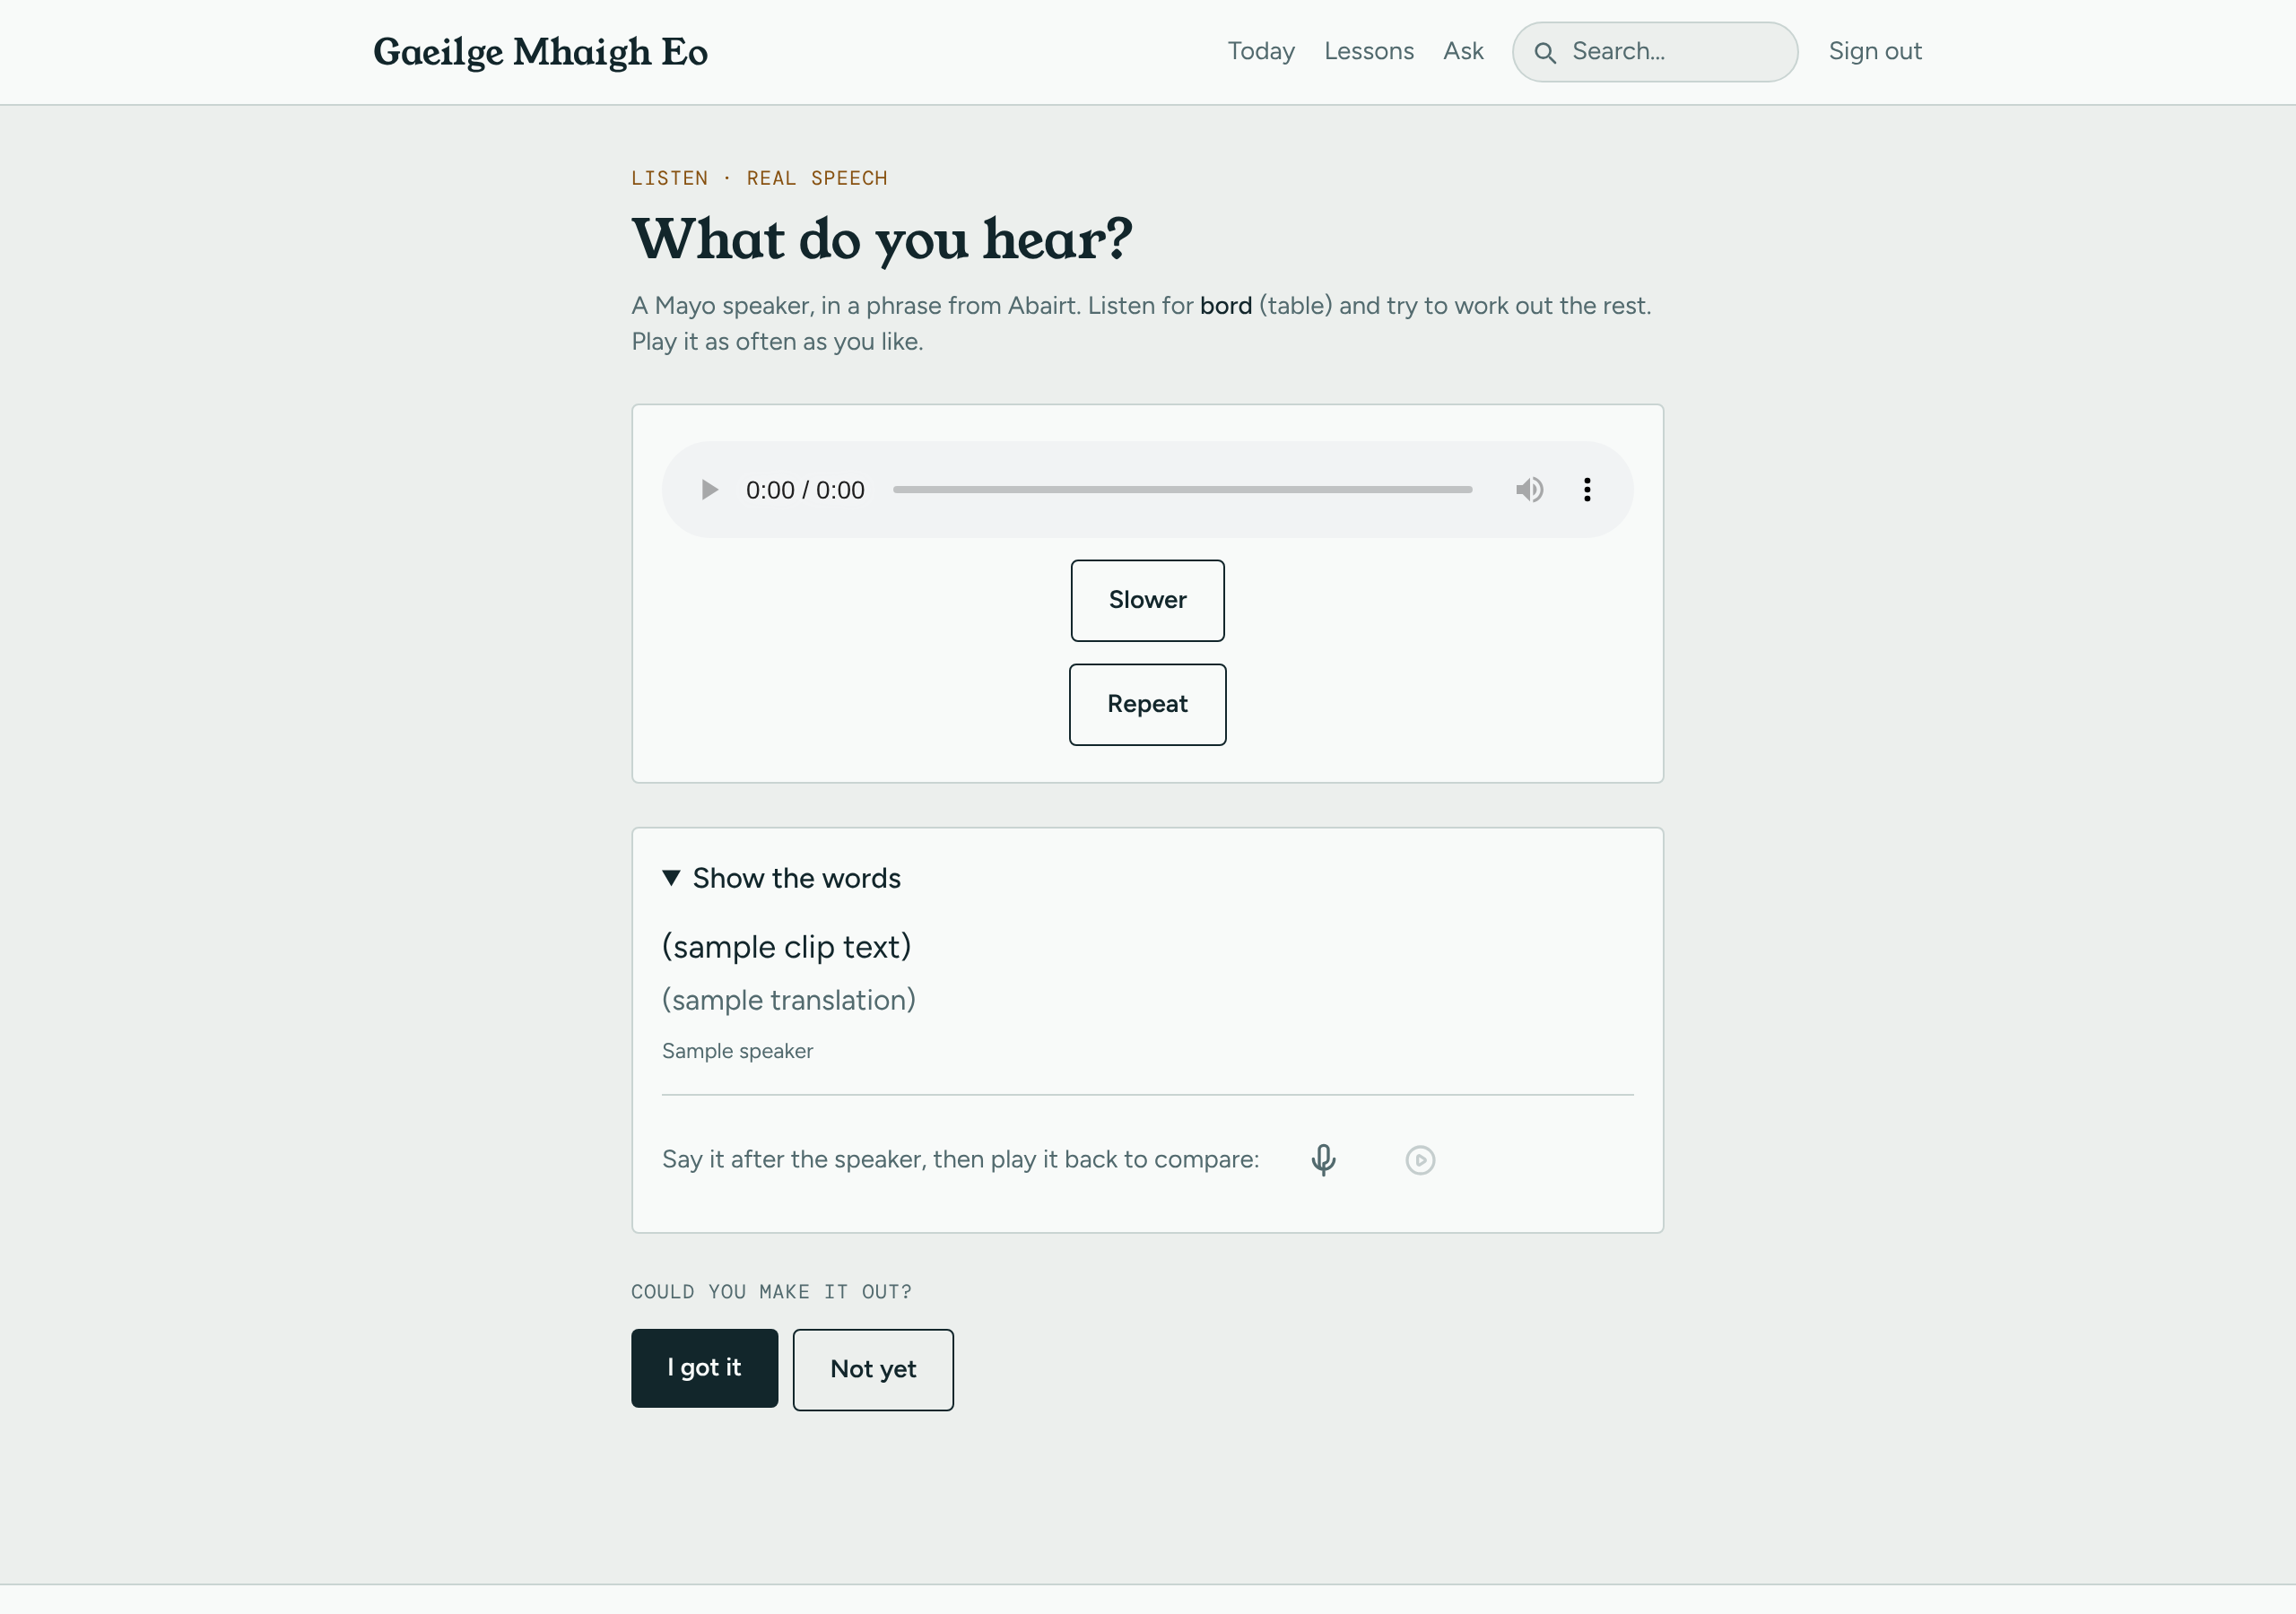 Gaeilge Mhaigh Eo
Today Lessons Ask Search... Sign out
LISTEN · REAL SPEECH
What do you hear?
A Mayo speaker, in a phrase from Abairt. Listen for bord (table) and try to work out the rest.
Play it as often as you like.
0:00 / 0:00
Slower
Repeat
Show the words
(sample clip text)
(sample translation)
Sample speaker
Say it after the speaker, then play it back to compare:
COULD YOU MAKE IT OUT?
I got it Not yet